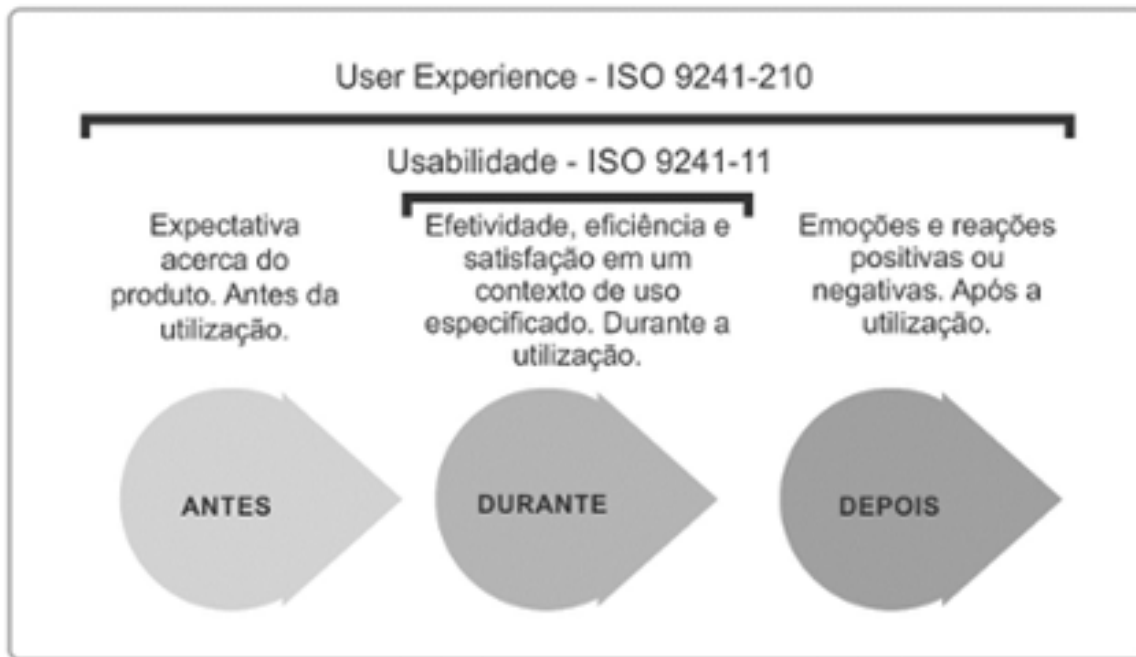 User Experience - ISO 9241-210
Usabilidade - ISO 9241-11
Expectativa
acerca do
produto. Antes da
utilização.
Efetividade, eficiência e
satisfação em um
contexto de uso
especificado. Durante a
utilização.
Emoções e reações
positivas ou
negativas. Após a
utilização.
ANTES
DURANTE
DEPOIS